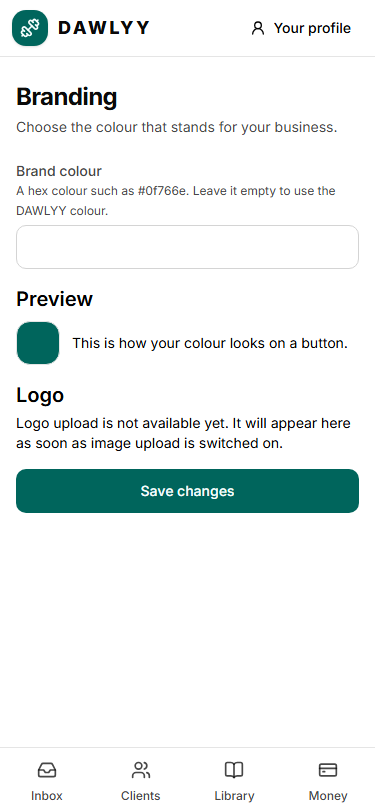 DAWLYY
Your profile
Branding
Choose the colour that stands for your business.
Brand colour
A hex colour such as #0f766e. Leave it empty to use the
DAWLYY colour.
Preview
This is how your colour looks on a button.
Logo
Logo upload is not available yet. It will appear here
as soon as image upload is switched on.
Save changes
Inbox
Clients
Library
Money